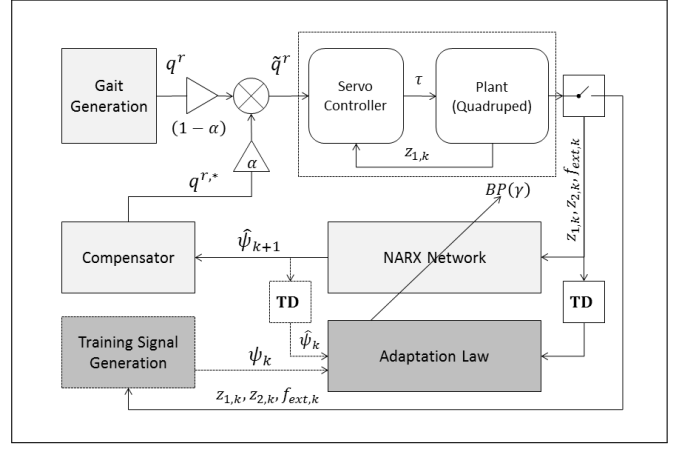 q^r
q̃^r
Gait Generation
(1 − α)
Servo Controller
τ
Plant (Quadruped)
z_{1,k}
α
q^{r,*}
BP(γ)
z_{1,k}, z_{2,k}, f_{ext,k}
Compensator
ψ̂_{k+1}
NARX Network
TD
TD
ψ̂_k
Training Signal Generation
ψ_k
Adaptation Law
z_{1,k}, z_{2,k}, f_{ext,k}